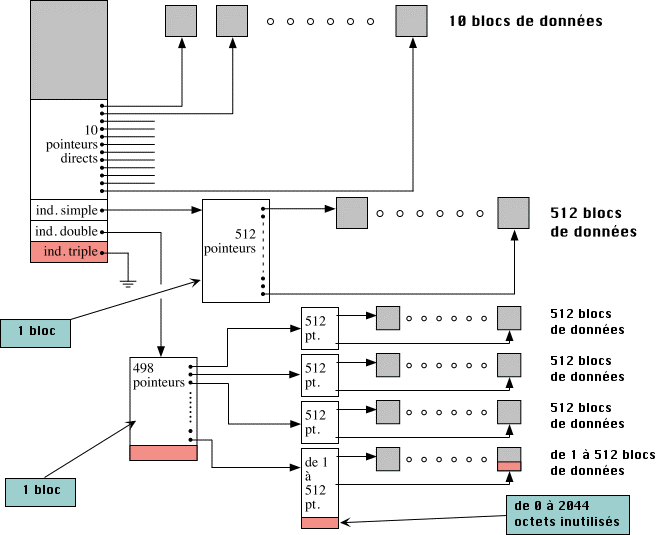 10 blocs de données
10
pointeurs
directs
ind. simple
ind. double
ind. triple
512
pointeurs
512 blocs
de données
1 bloc
498
pointeurs
512
pt.
512 blocs
de données
512
pt.
512 blocs
de données
512
pt.
512 blocs
de données
de 1
à
512
pt.
de 1 à 512 blocs
de données
1 bloc
de 0 à 2044
octets inutilisés